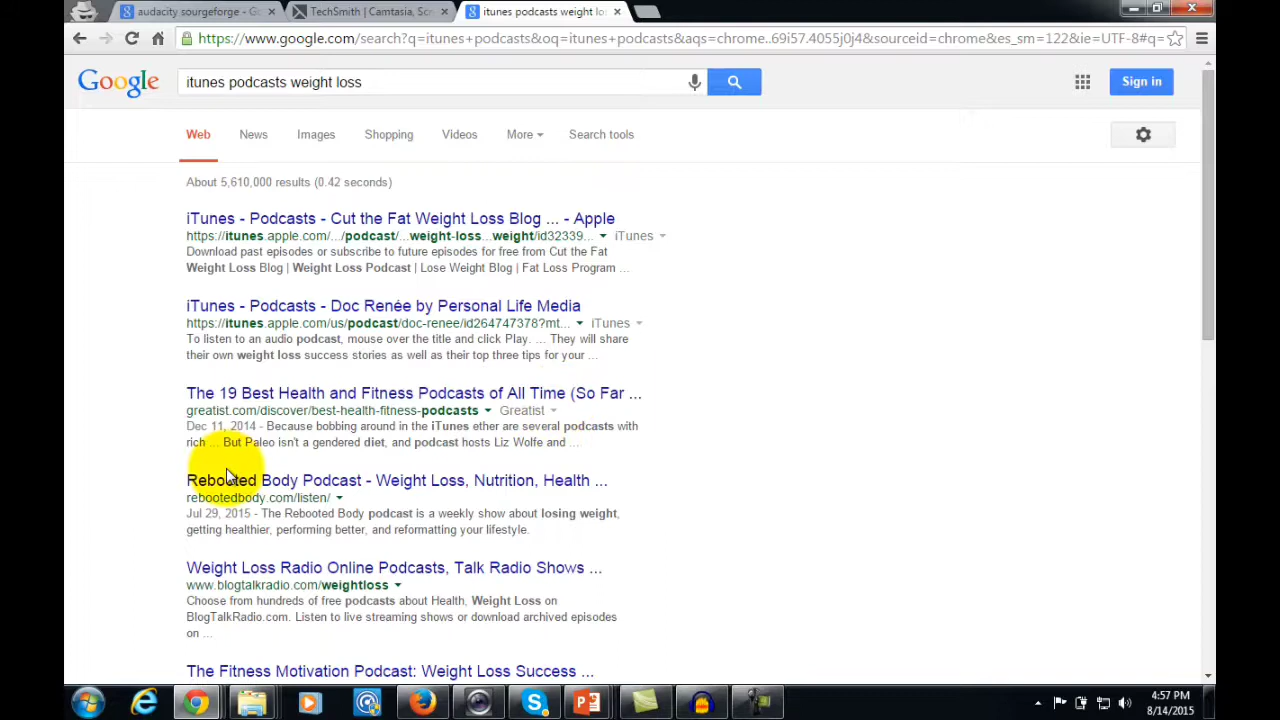 audacity sourgeforge - Go
TechSmith | Camtasia, Scr
itunes podcasts weight los
https://www.google.com/search?q=itunes+podcasts&oq=itunes+podcasts&aqs=chrome..69i57.4055j0j4&sourceid=chrome&es_sm=122&ie=UTF-8#q=
Google
itunes podcasts weight loss
Sign in
Web News Images Shopping Videos More Search tools
About 5,610,000 results (0.42 seconds)
iTunes - Podcasts - Cut the Fat Weight Loss Blog ... - Apple
https://itunes.apple.com/.../podcast/...weight-loss...weight/id32339... iTunes
Download past episodes or subscribe to future episodes for free from Cut the Fat
Weight Loss Blog | Weight Loss Podcast | Lose Weight Blog | Fat Loss Program ...
iTunes - Podcasts - Doc Renée by Personal Life Media
https://itunes.apple.com/us/podcast/doc-renee/id264747378?mt... iTunes
To listen to an audio podcast, mouse over the title and click Play. ... They will share
their own weight loss success stories as well as their top three tips for your ...
The 19 Best Health and Fitness Podcasts of All Time (So Far ...
greatist.com/discover/best-health-fitness-podcasts Greatist
Dec 11, 2014 - Because bobbing around in the iTunes ether are several podcasts with
rich ... But Paleo isn't a gendered diet, and podcast hosts Liz Wolfe and ...
Rebooted Body Podcast - Weight Loss, Nutrition, Health ...
rebootedbody.com/listen/
Jul 29, 2015 - The Rebooted Body podcast is a weekly show about losing weight,
getting healthier, performing better, and reformatting your lifestyle.
Weight Loss Radio Online Podcasts, Talk Radio Shows ...
www.blogtalkradio.com/weightloss
Choose from hundreds of free podcasts about Health, Weight Loss on
BlogTalkRadio.com. Listen to live streaming shows or download archived episodes
on ...
The Fitness Motivation Podcast: Weight Loss Success ...
4:57 PM
8/14/2015